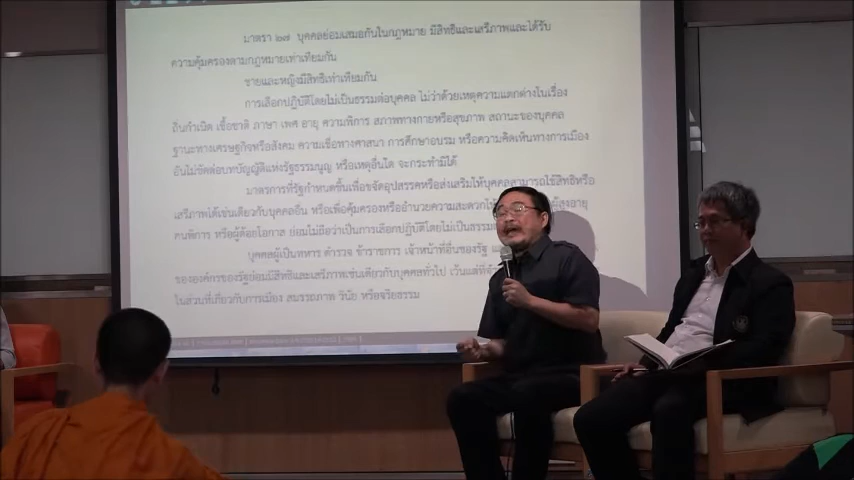 มาตรา ๒๗ บุคคลย่อมเสมอกันในกฎหมาย มีสิทธิและเสรีภาพและได้รับ
ความคุ้มครองตามกฎหมายเท่าเทียมกัน
ชายและหญิงมีสิทธิเท่าเทียมกัน
การเลือกปฏิบัติโดยไม่เป็นธรรมต่อบุคคล ไม่ว่าด้วยเหตุความแตกต่างในเรื่อง
ถิ่นกำเนิด เชื้อชาติ ภาษา เพศ อายุ ความพิการ สภาพทางกายหรือสุขภาพ สถานะของบุคคล
ฐานะทางเศรษฐกิจหรือสังคม ความเชื่อทางศาสนา การศึกษาอบรม หรือความคิดเห็นทางการเมือง
อันไม่ขัดต่อบทบัญญัติแห่งรัฐธรรมนูญ หรือเหตุอื่นใด จะกระทำมิได้
มาตรการที่รัฐกำหนดขึ้นเพื่อขจัดอุปสรรคหรือส่งเสริมให้บุคคลสามารถใช้สิทธิหรือ
เสรีภาพได้เช่นเดียวกับบุคคลอื่น หรือเพื่อคุ้มครองหรืออำนวยความสะดวกให้ ผู้สูงอายุ
คนพิการ หรือผู้ด้อยโอกาส ย่อมไม่ถือว่าเป็นการเลือกปฏิบัติโดยไม่เป็นธรรม
บุคคลผู้เป็นทหาร ตำรวจ ข้าราชการ เจ้าหน้าที่อื่นของรัฐ
ขององค์กรของรัฐย่อมมีสิทธิและเสรีภาพเช่นเดียวกับบุคคลทั่วไป เว้นแต่ที่
ในส่วนที่เกี่ยวกับการเมือง สมรรถภาพ วินัย หรือจริยธรรม